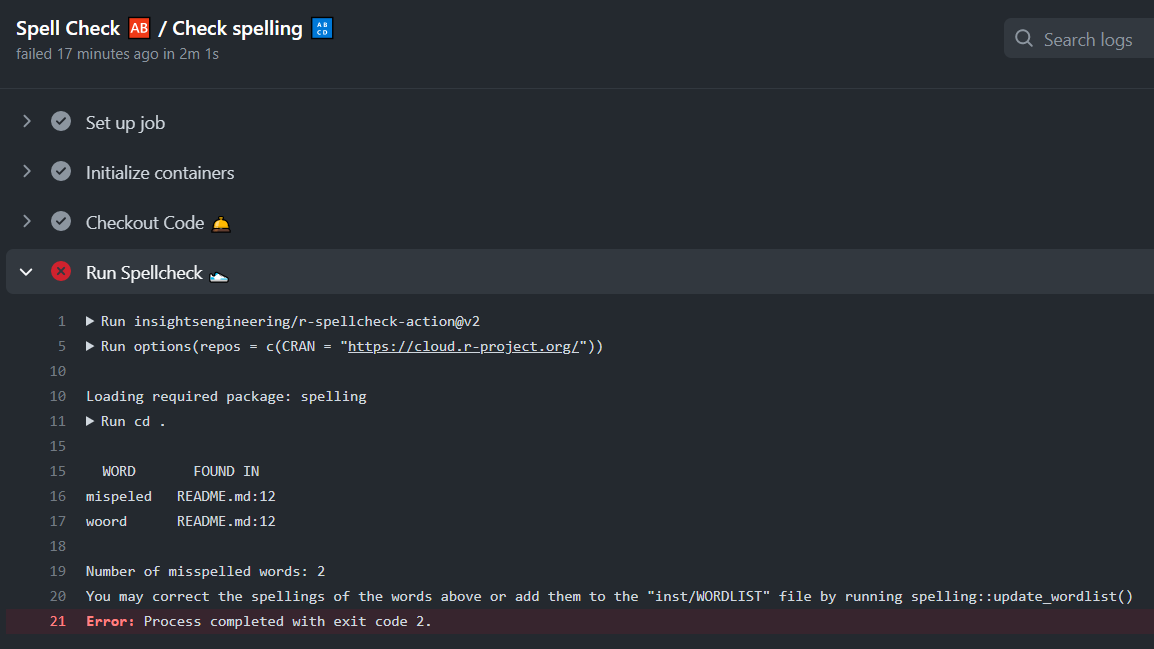 Spell Check 🆎 / Check spelling 🔠
failed 17 minutes ago in 2m 1s
Search logs
Set up job
Initialize containers
Checkout Code 🛎
Run Spellcheck 👟
1 Run insightsengineering/r-spellcheck-action@v2
5 Run options(repos = c(CRAN = "https://cloud.r-project.org/"))
10
10 Loading required package: spelling
11 Run cd .
15
15 WORD FOUND IN
16 mispeled README.md:12
17 woord README.md:12
18
19 Number of misspelled words: 2
20 You may correct the spellings of the words above or add them to the "inst/WORDLIST" file by running spelling::update_wordlist()
21 Error: Process completed with exit code 2.